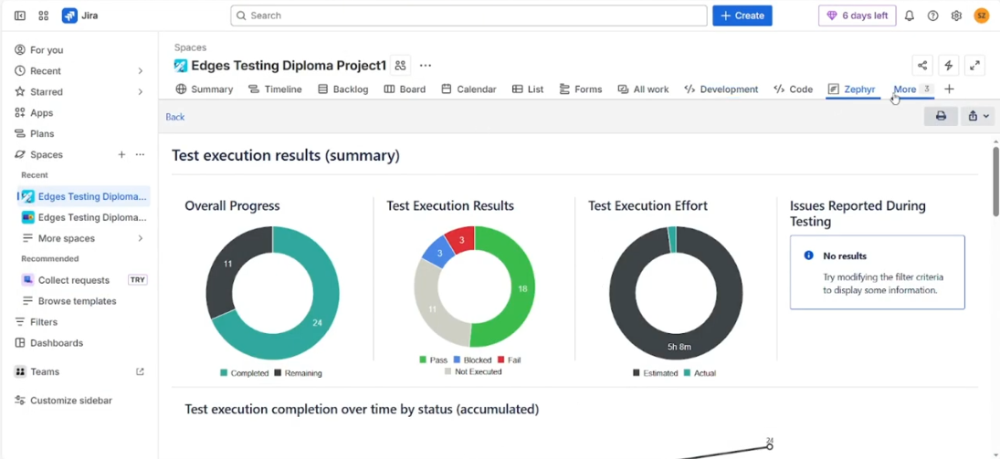 Jira
Search
+ Create
6 days left
SZ
For you
Recent
Starred
Apps
Plans
Spaces
Recent
Edges Testing Diploma...
Edges Testing Diploma...
More spaces
Recommended
Collect requests TRY
Browse templates
Filters
Dashboards
Teams
Customize sidebar
Spaces
Edges Testing Diploma Project1
Summary Timeline Backlog Board Calendar List Forms All work Development Code Zephyr More 3
Back
Test execution results (summary)
Overall Progress
11
24
Completed Remaining
Test Execution Results
3
3
18
11
Pass Blocked Fail
Not Executed
Test Execution Effort
5h 8m
Estimated Actual
Issues Reported During
Testing
No results
Try modifying the filter criteria
to display some information.
Test execution completion over time by status (accumulated)
24